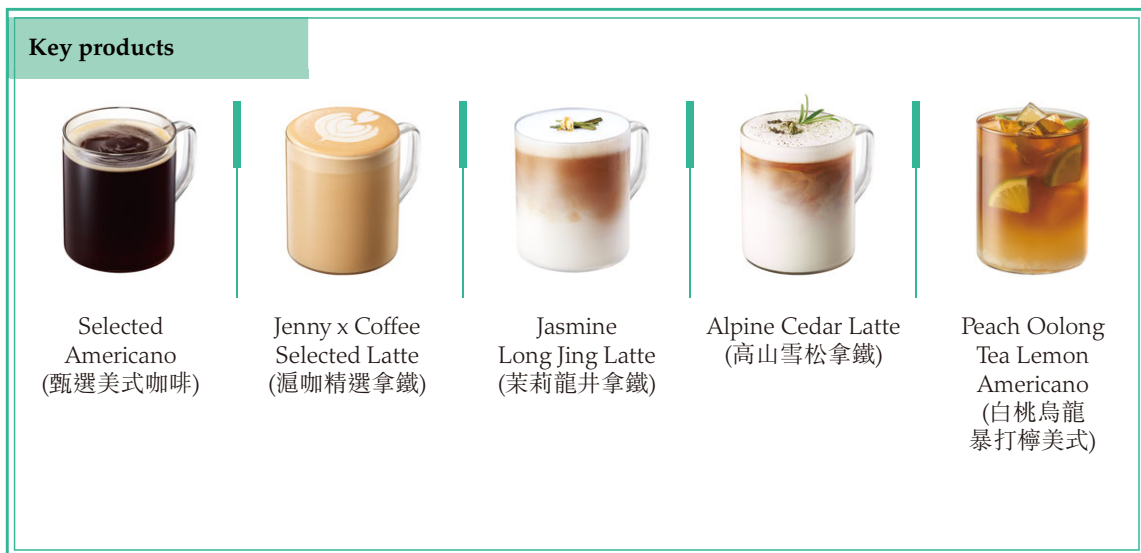 Key products
Selected
Americano
(甄選美式咖啡)
Jenny x Coffee
Selected Latte
(滬咖精選拿鐵)
Jasmine
Long Jing Latte
(茉莉龍井拿鐵)
Alpine Cedar Latte
(高山雪松拿鐵)
Peach Oolong
Tea Lemon
Americano
(白桃烏龍
暴打檸美式)